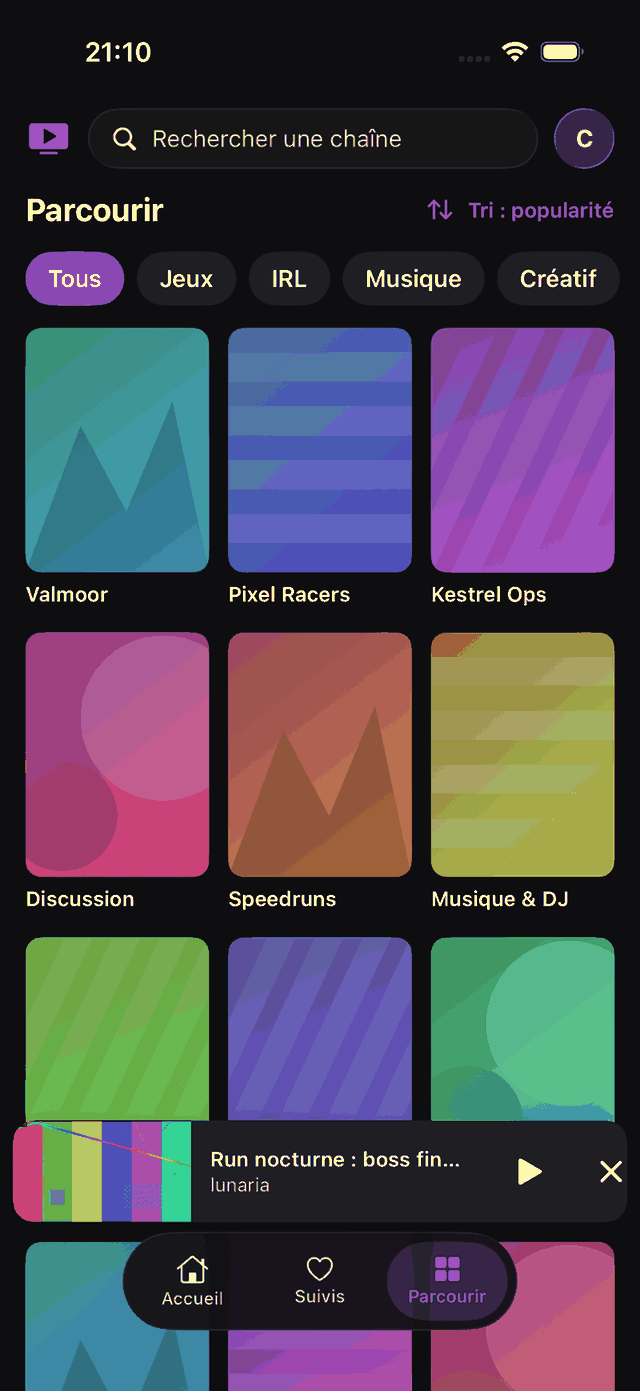 21:10
Rechercher une chaîne
C
Parcourir
Tri : popularité
Tous
Jeux
IRL
Musique
Créatif
Valmoor
Pixel Racers
Kestrel Ops
Discussion
Speedruns
Musique & DJ
Run nocturne : boss fin...
lunaria
Accueil
Suivis
Parcourir